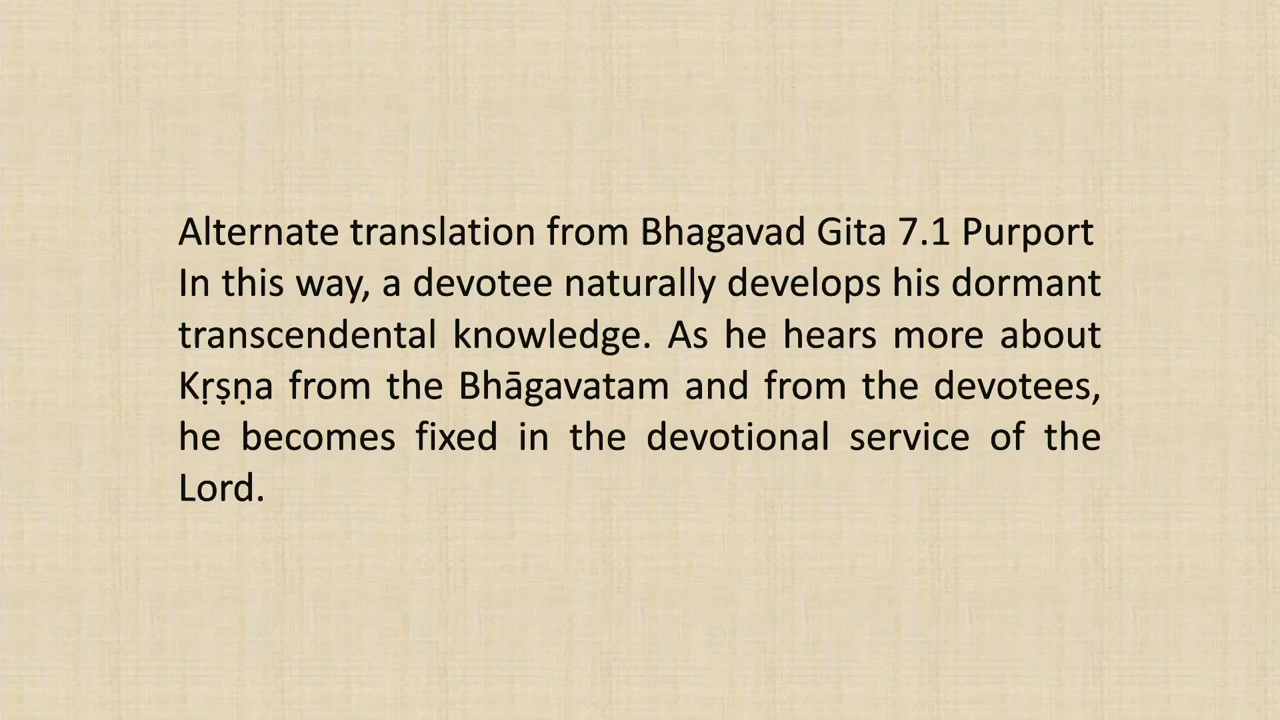 Alternate translation from Bhagavad Gita 7.1 Purport
In this way, a devotee naturally develops his dormant
transcendental knowledge. As he hears more about
Kṛṣṇa from the Bhāgavatam and from the devotees,
he becomes fixed in the devotional service of the
Lord.